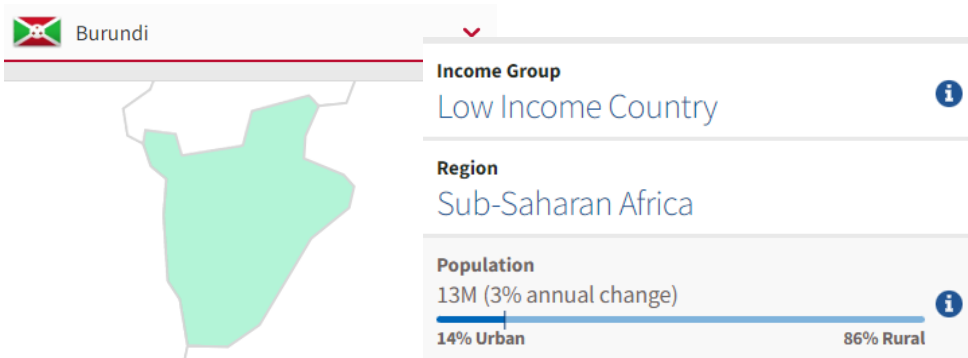 Burundi
Income Group
Low Income Country
Region
Sub-Saharan Africa
Population
13M (3% annual change)
14% Urban
86% Rural